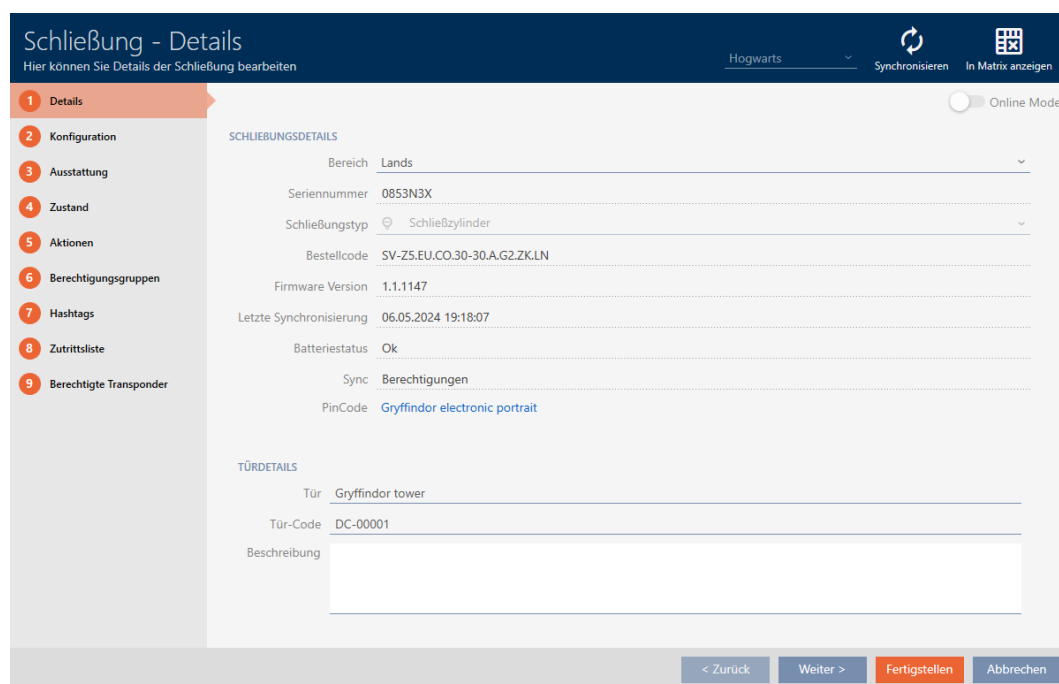 Schließung - Details
Hier können Sie Details der Schließung bearbeiten
Hogwarts
Synchronisieren
In Matrix anzeigen
1 Details
2 Konfiguration
3 Ausstattung
4 Zustand
5 Aktionen
6 Berechtigungsgruppen
7 Hashtags
8 Zutrittsliste
9 Berechtigte Transponder
Online Mode
SCHLIEẞUNGSDETAILS
Bereich Lands
Seriennummer 0853N3X
Schließungstyp Schließzylinder
Bestellcode SV-Z5.EU.CO.30-30.A.G2.ZK.LN
Firmware Version 1.1.1147
Letzte Synchronisierung 06.05.2024 19:18:07
Batteriestatus Ok
Sync Berechtigungen
PinCode Gryffindor electronic portrait
TÜRDETAILS
Tür Gryffindor tower
Tür-Code DC-00001
Beschreibung
< Zurück
Weiter >
Fertigstellen
Abbrechen